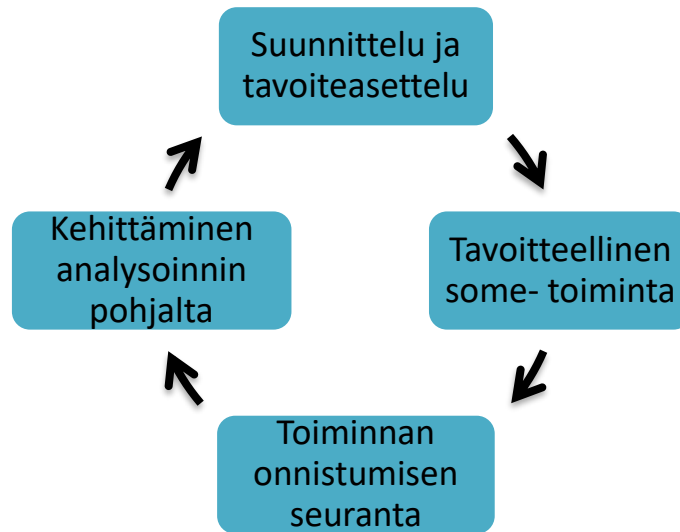 Suunnittelu ja
tavoiteasettelu
Tavoitteellinen
some- toiminta
Toiminnan
onnistumisen
seuranta
Kehittäminen
analysoinnin
pohjalta